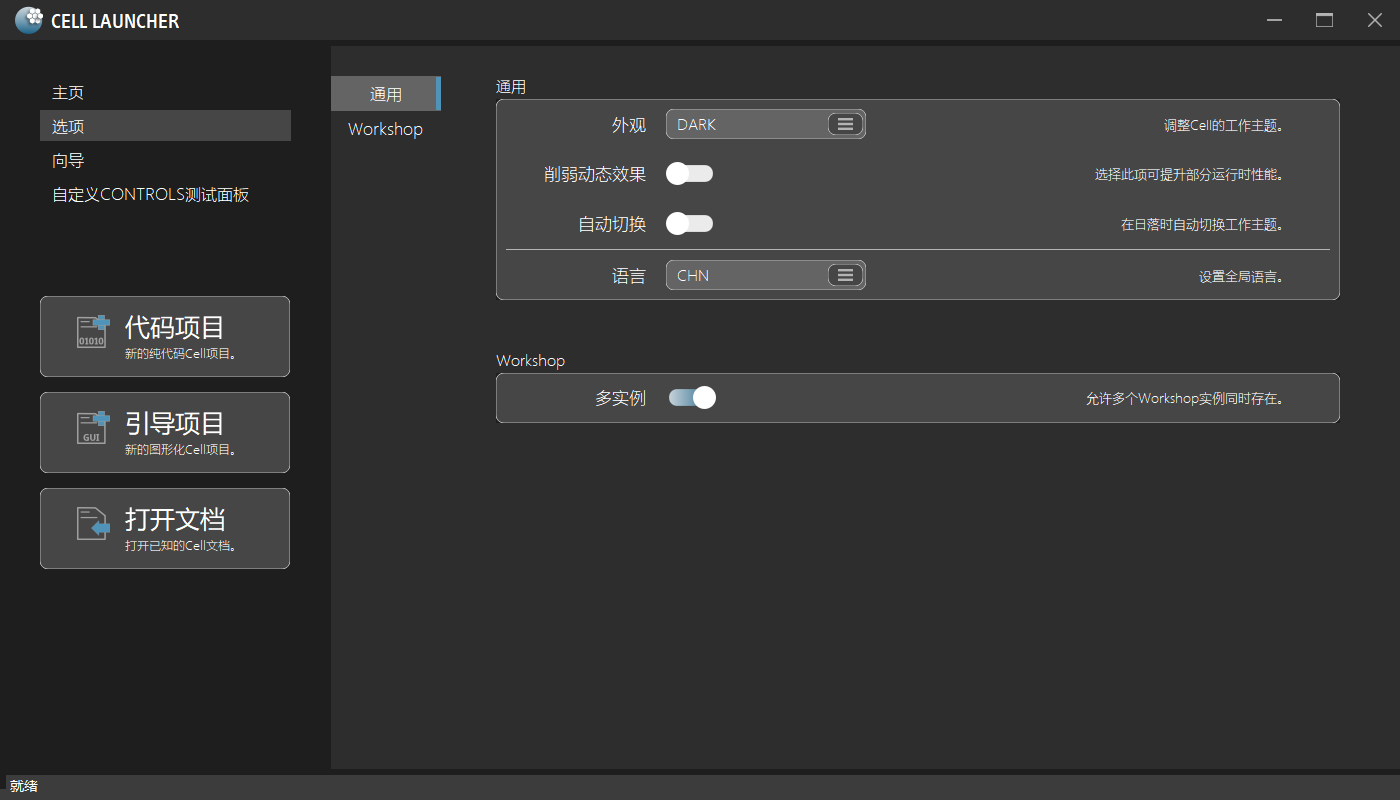 CELL LAUNCHER
主页
选项
向导
自定义CONTROLS测试面板
代码项目
01010
新的纯代码Cell项目。
引导项目
GUI
新的图形化Cell项目。
打开文档
打开已知的Cell文档。
通用
Workshop
通用
外观 DARK 调整Cell的工作主题。
削弱动态效果 选择此项可提升部分运行时性能。
自动切换 在日落时自动切换工作主题。
语言 CHN 设置全局语言。
Workshop
多实例 允许多个Workshop实例同时存在。
就绪